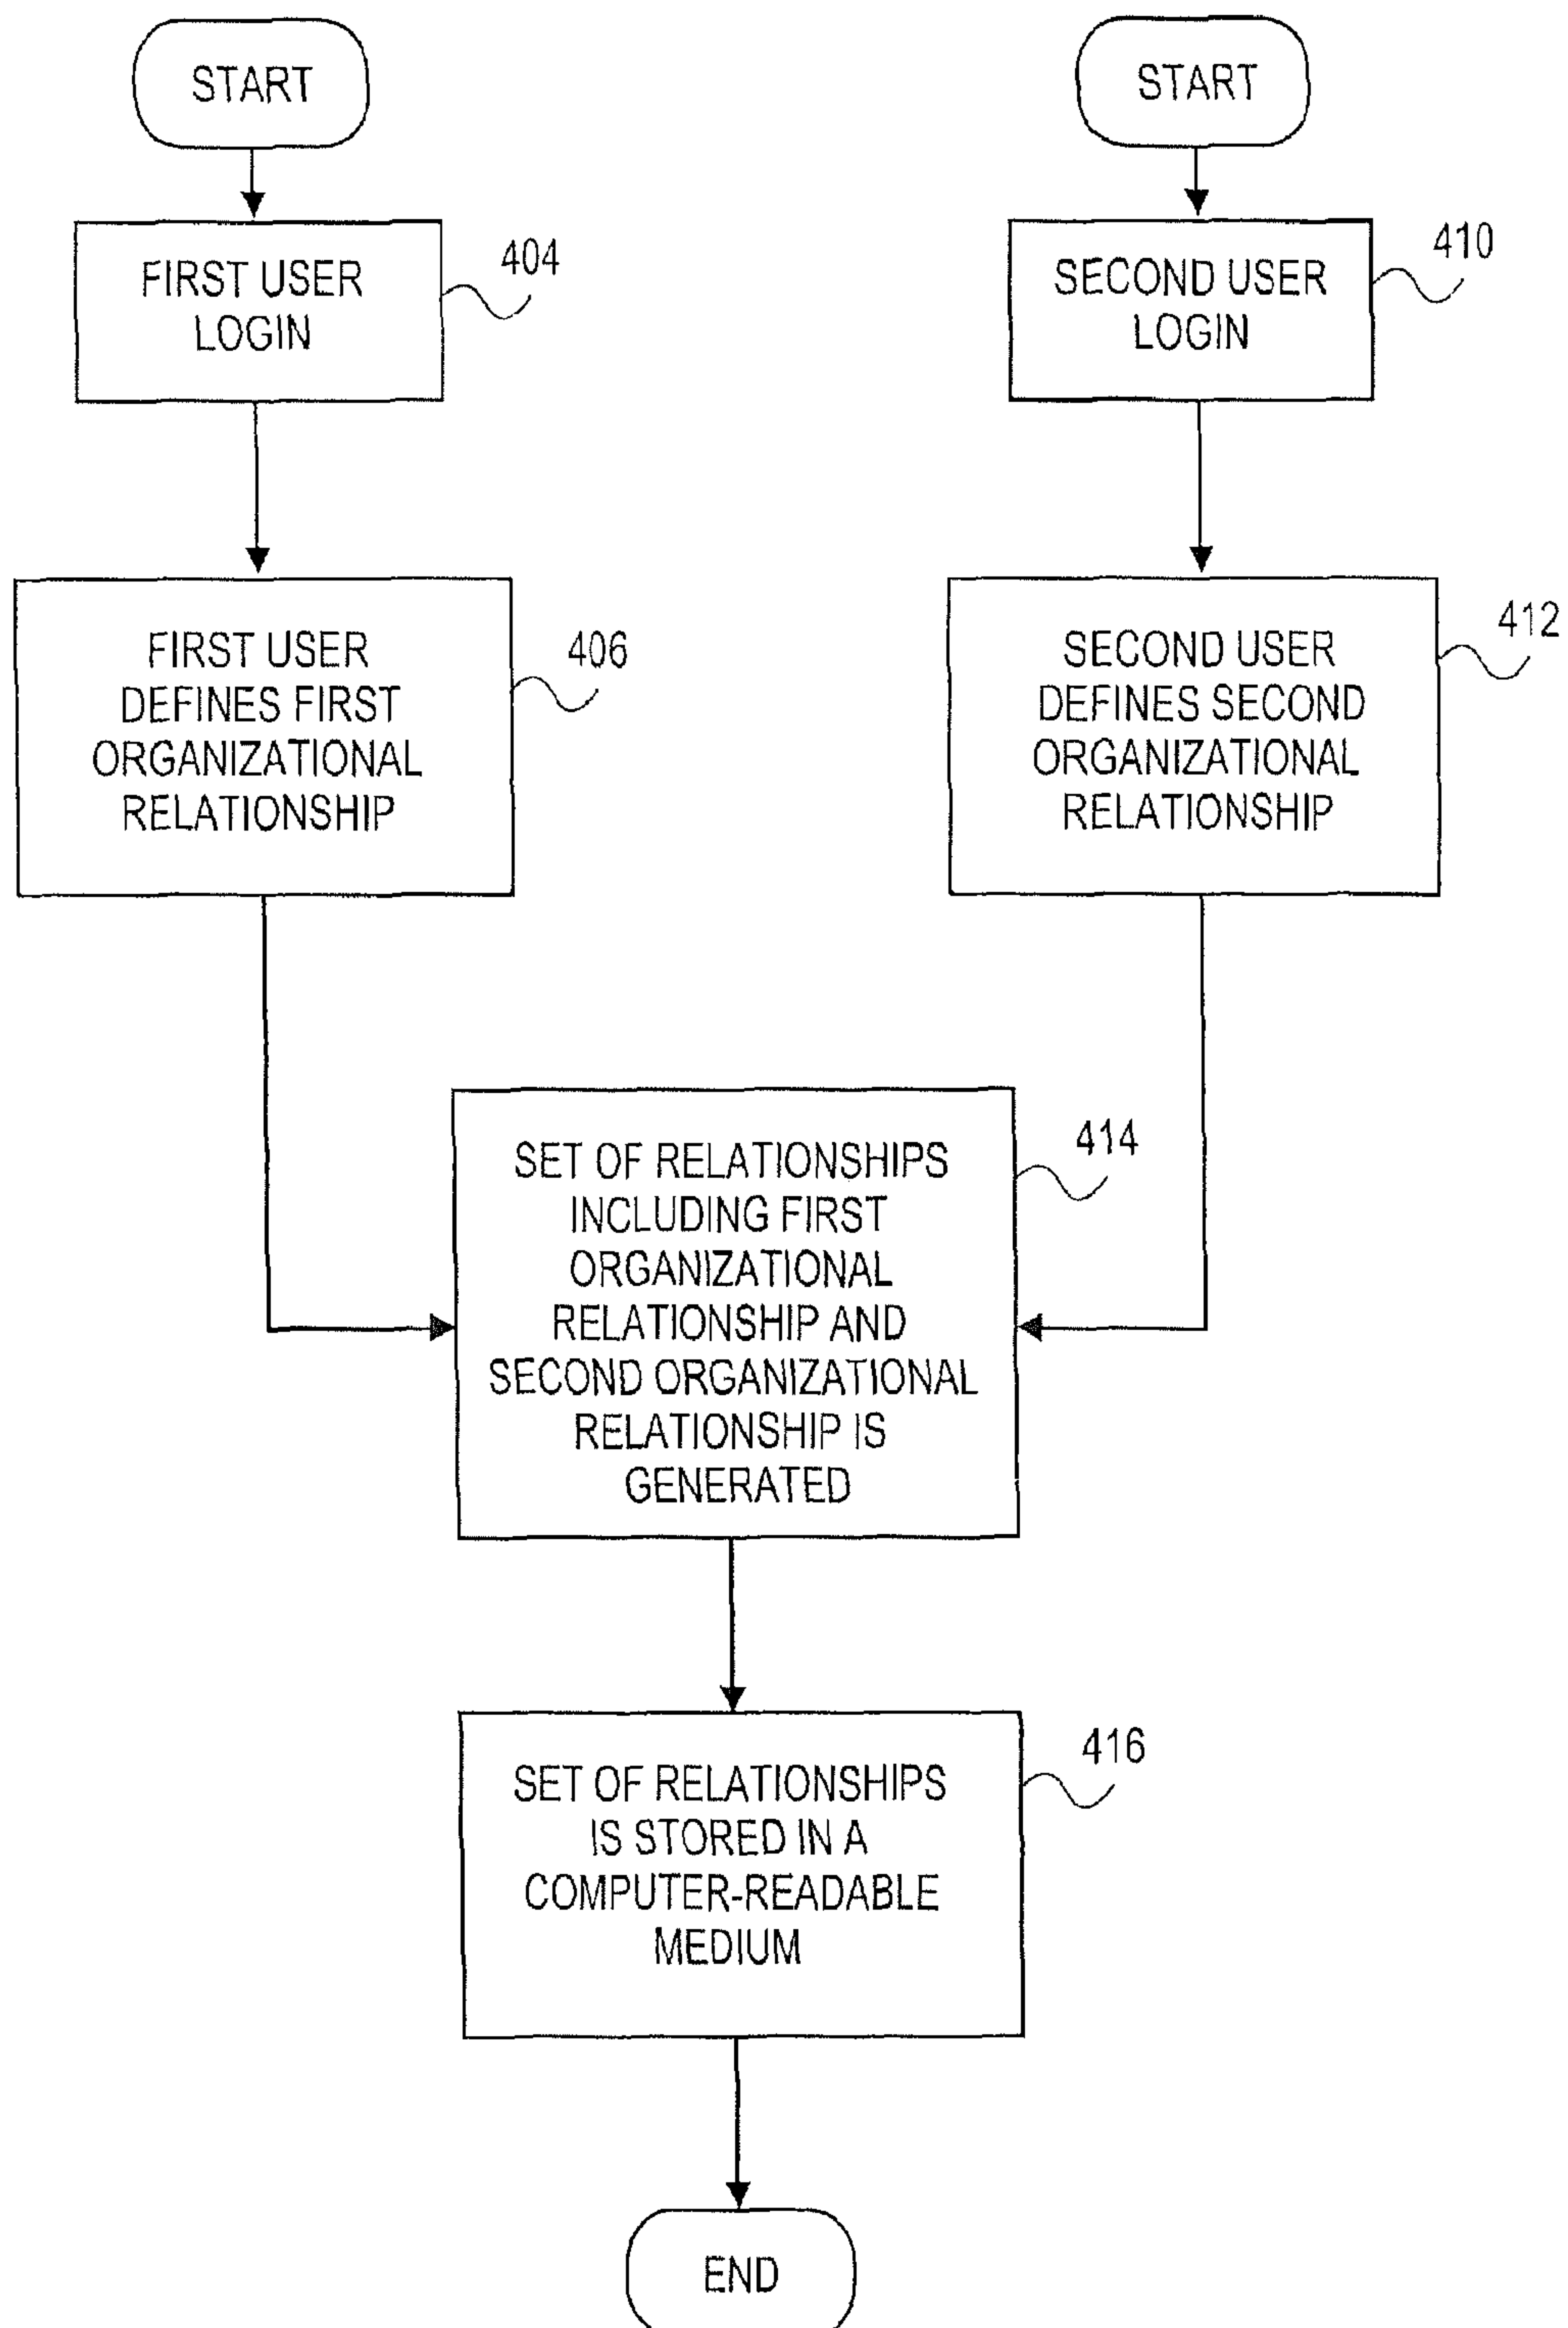 START
FIRST USER
LOGIN
404
FIRST USER
DEFINES FIRST
ORGANIZATIONAL
RELATIONSHIP
406
START
SECOND USER
LOGIN
410
SECOND USER
DEFINES SECOND
ORGANIZATIONAL
RELATIONSHIP
412
SET OF RELATIONSHIPS
INCLUDING FIRST
ORGANIZATIONAL
RELATIONSHIP AND
SECOND ORGANIZATIONAL
RELATIONSHIP IS
GENERATED
414
SET OF RELATIONSHIPS
IS STORED IN A
COMPUTER-READABLE
MEDIUM
416
END